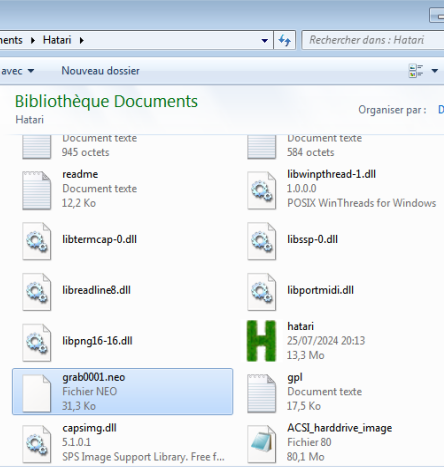 ments ▸ Hatari ▸
Rechercher dans : Hatari
avec ▾ Nouveau dossier
Bibliothèque Documents
Hatari
Organiser par :
Document texte
945 octets
Document texte
584 octets
readme
Document texte
12,2 Ko
libwinpthread-1.dll
1.0.0.0
POSIX WinThreads for Windows
libtermcap-0.dll
libssp-0.dll
libreadline8.dll
libportmidi.dll
libpng16-16.dll
hatari
25/07/2024 20:13
13,3 Mo
grab0001.neo
Fichier NEO
31,3 Ko
gpl
Document texte
17,5 Ko
capsimg.dll
5.1.0.1
SPS Image Support Library. Free f...
ACSI_harddrive_image
Fichier 80
80,1 Mo